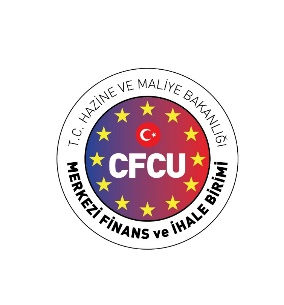 T.C. HAZİNE VE MALİYE BAKANLIĞI
CFCU
MERKEZİ FİNANS ve İHALE BİRİMİ